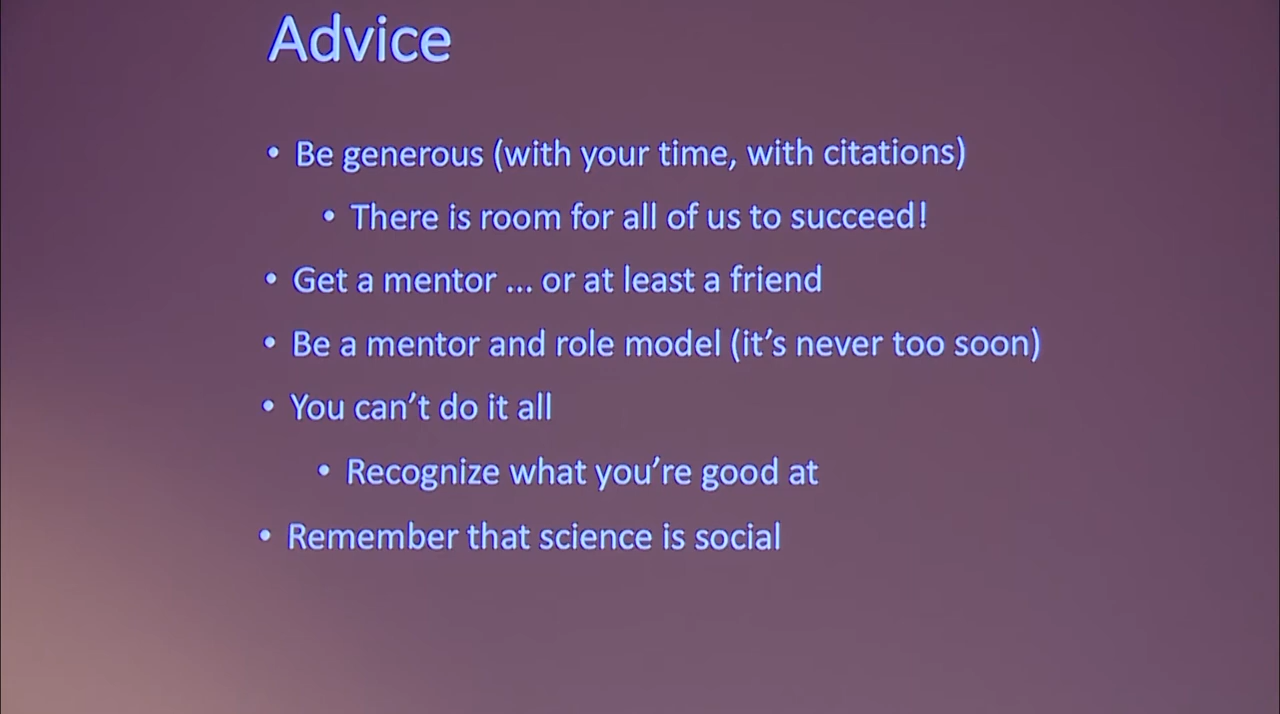 Advice
• Be generous (with your time, with citations)
• There is room for all of us to succeed!
• Get a mentor ... or at least a friend
• Be a mentor and role model (it's never too soon)
• You can't do it all
• Recognize what you're good at
• Remember that science is social